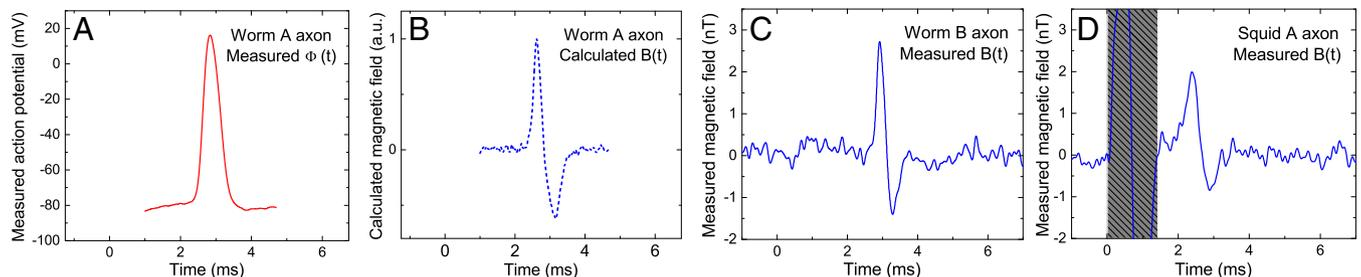 A
Worm A axon
Measured Φ (t)
Measured action potential (mV)
20
0
-20
-40
-60
-80
-100
0 2 4 6
Time (ms)
B
Worm A axon
Calculated B(t)
Calculated magnetic field (a.u.)
1
0
0 2 4 6
Time (ms)
C
Worm B axon
Measured B(t)
Measured magnetic field (nT)
3
2
1
0
-1
-2
0 2 4 6
Time (ms)
D
Squid A axon
Measured B(t)
Measured magnetic field (nT)
3
2
1
0
-1
-2
0 2 4 6
Time (ms)